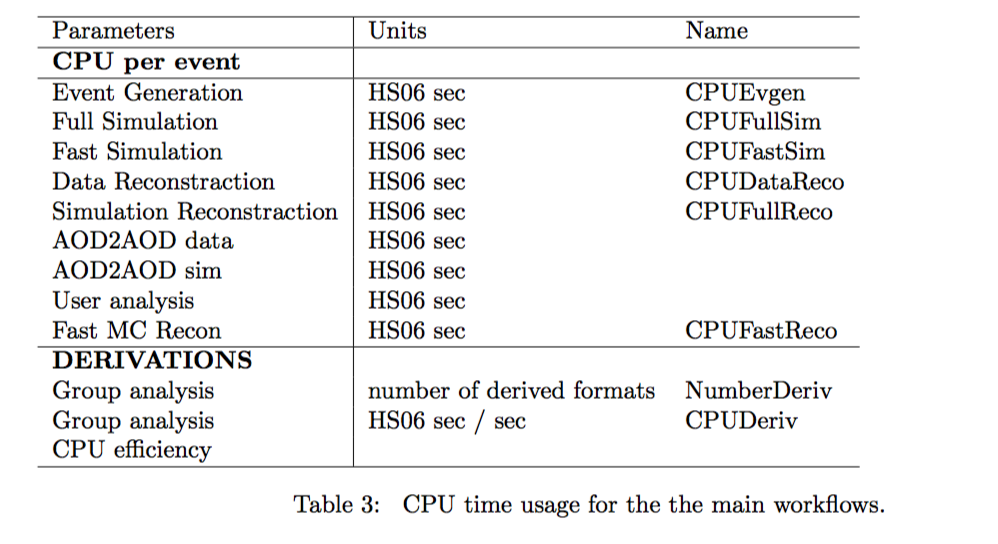 Parameters Units Name
CPU per event
Event Generation HS06 sec CPUEvgen
Full Simulation HS06 sec CPUFullSim
Fast Simulation HS06 sec CPUFastSim
Data Reconstraction HS06 sec CPUDataReco
Simulation Reconstraction HS06 sec CPUFullReco
AOD2AOD data HS06 sec
AOD2AOD sim HS06 sec
User analysis HS06 sec
Fast MC Recon HS06 sec CPUFastReco
DERIVATIONS
Group analysis number of derived formats NumberDeriv
Group analysis HS06 sec / sec CPUDeriv
CPU efficiency
Table 3: CPU time usage for the the main workflows.